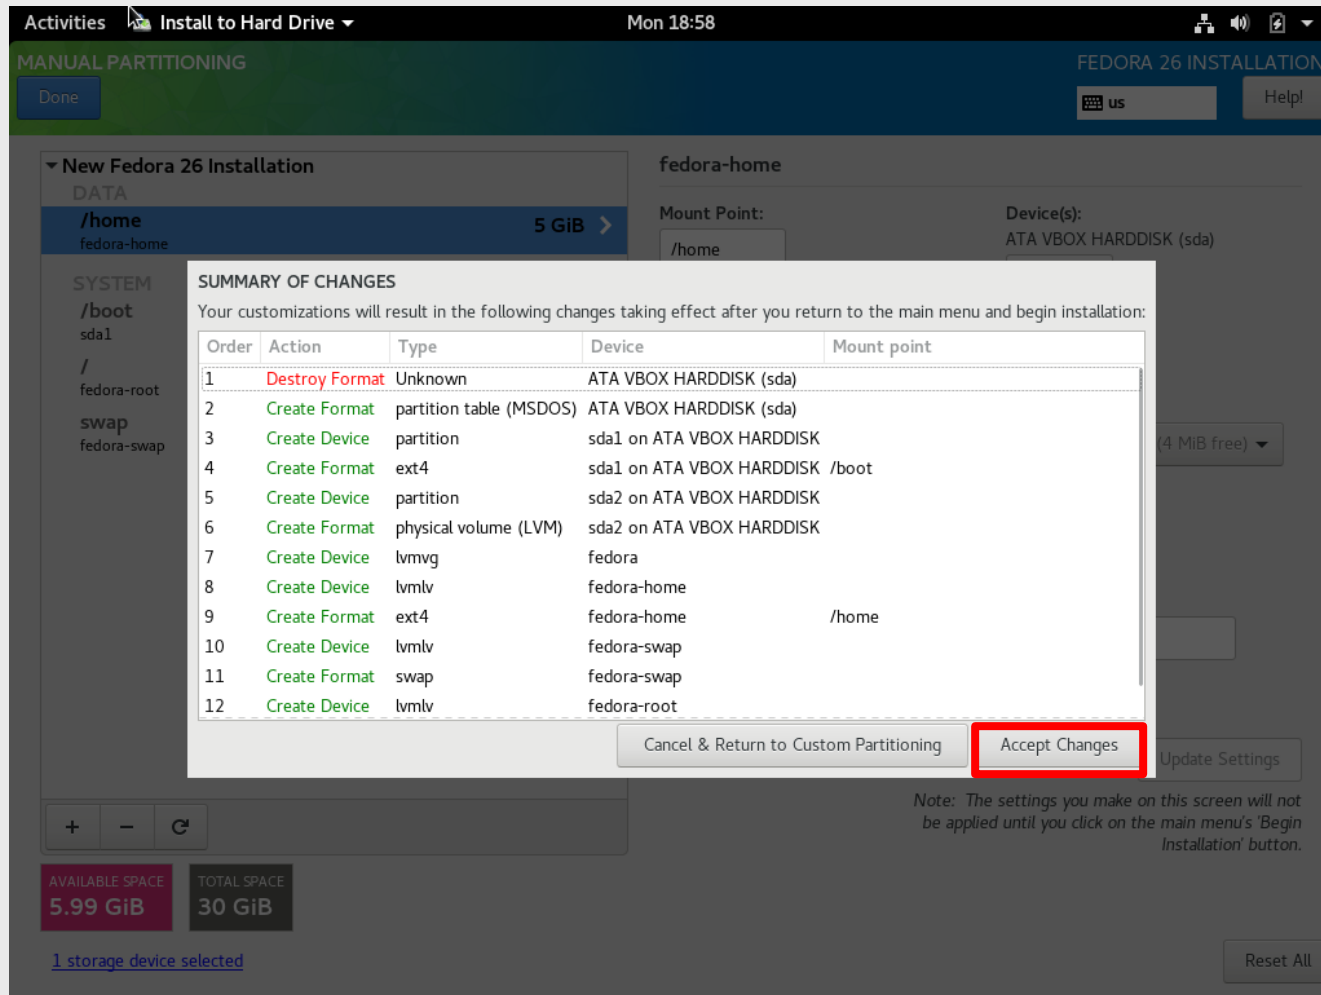 Activities Install to Hard Drive Mon 18:58
MANUAL PARTITIONING FEDORA 26 INSTALLATION
Done us Help!
New Fedora 26 Installation
DATA
/home 5 GiB
fedora-home
SYSTEM
/boot
sda1
/
fedora-root
swap
fedora-swap
fedora-home
Mount Point: Device(s):
/home ATA VBOX HARDDISK (sda)
(4 MiB free)
SUMMARY OF CHANGES
Your customizations will result in the following changes taking effect after you return to the main menu and begin installation:
Order Action Type Device Mount point
1 Destroy Format Unknown ATA VBOX HARDDISK (sda)
2 Create Format partition table (MSDOS) ATA VBOX HARDDISK (sda)
3 Create Device partition sda1 on ATA VBOX HARDDISK
4 Create Format ext4 sda1 on ATA VBOX HARDDISK /boot
5 Create Device partition sda2 on ATA VBOX HARDDISK
6 Create Format physical volume (LVM) sda2 on ATA VBOX HARDDISK
7 Create Device lvmvg fedora
8 Create Device lvmlv fedora-home
9 Create Format ext4 fedora-home /home
10 Create Device lvmlv fedora-swap
11 Create Format swap fedora-swap
12 Create Device lvmlv fedora-root
Cancel & Return to Custom Partitioning Accept Changes
Update Settings
Note: The settings you make on this screen will not
be applied until you click on the main menu's 'Begin
Installation' button.
+ − 
AVAILABLE SPACE TOTAL SPACE
5.99 GiB 30 GiB
1 storage device selected Reset All